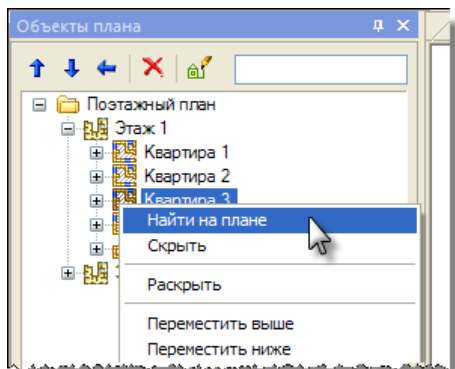 Объекты плана
Поэтажный план
Этаж 1
Квартира 1
Квартира 2
Квартира 3
Найти на плане
Скрыть
Раскрыть
Переместить выше
Переместить ниже